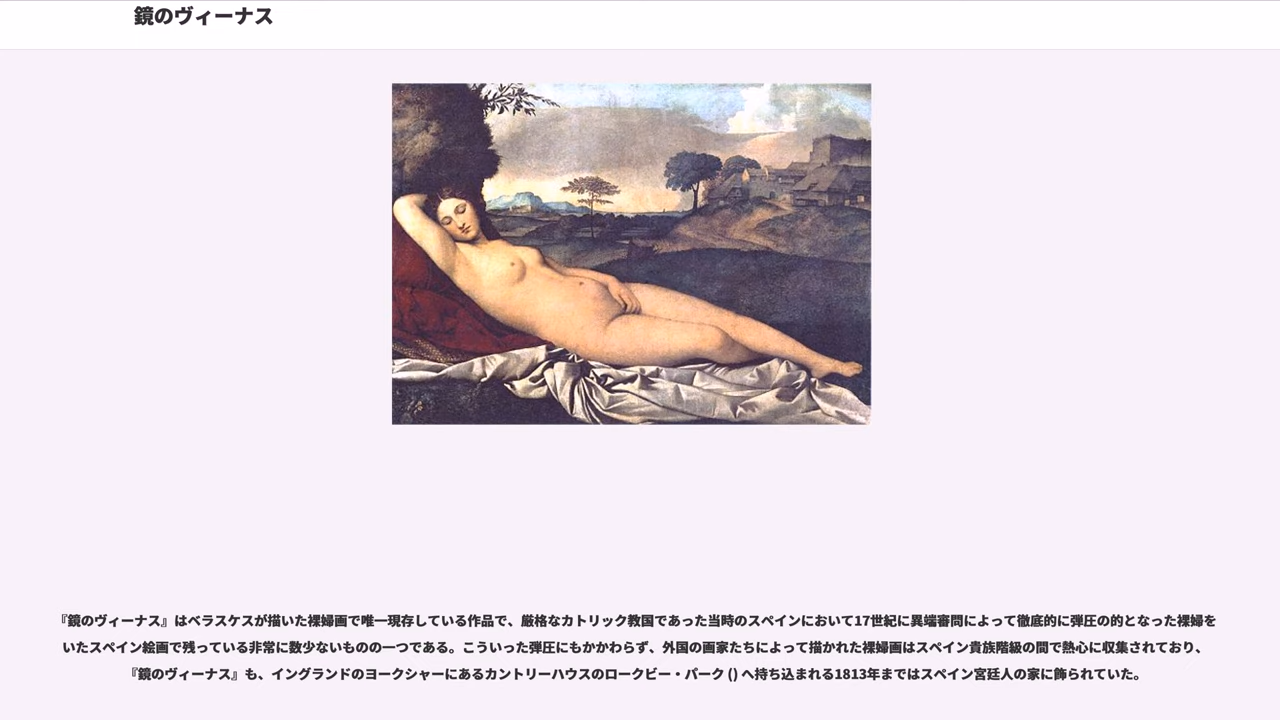 鏡のヴィーナス
『鏡のヴィーナス』はベラスケスが描いた裸婦画で唯一現存している作品で、厳格なカトリック教国であった当時のスペインにおいて17世紀に異端審問によって徹底的に弾圧の的となった裸婦を
いたスペイン絵画で残っている非常に数少ないものの一つである。こういった弾圧にもかかわらず、外国の画家たちによって描かれた裸婦画はスペイン貴族階級の間で熱心に収集されており、
『鏡のヴィーナス』も、イングランドのヨークシャーにあるカントリーハウスのロークビー・パーク () へ持ち込まれる1813年まではスペイン宮廷人の家に飾られていた。